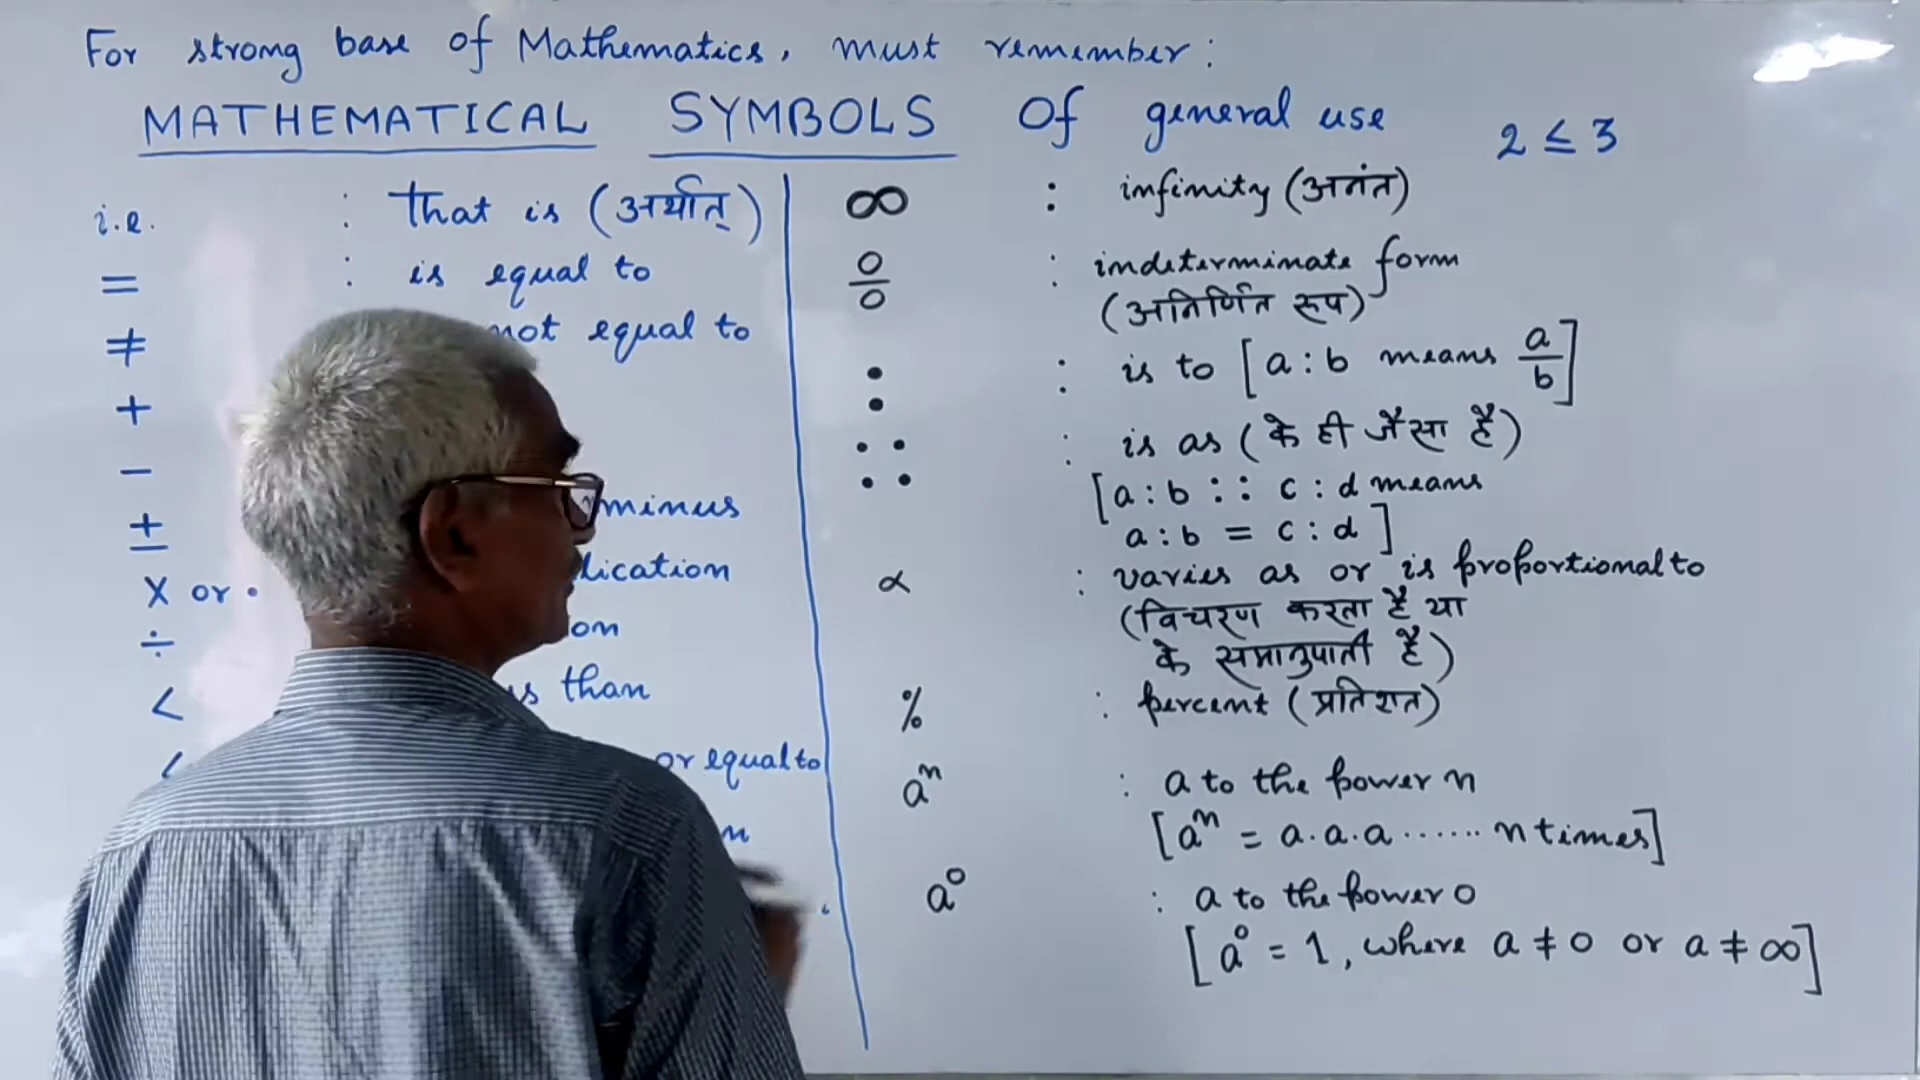 For strong base of Mathematics, must remember:
MATHEMATICAL SYMBOLS Of general use
2 ≤ 3
i.e. : that is (अर्थात्)
= : is equal to
≠ not equal to
+
−
± minus
× or •
÷
< than
or equal to
∞ : infinity (अनंत)
0/0 : indeterminate form
(अनिर्णित रूप)
: : is to [a:b means a/b]
:: : is as (के ही जैसा है)
[a:b :: c:d means
a:b = c:d]
∝ : varies as or is proportional to
(विचरण करता है या
के समानुपाती है)
% : percent (प्रतिशत)
aⁿ : a to the power n
[aⁿ = a.a.a ...... n times]
a⁰ : a to the power 0
[a⁰ = 1, where a ≠ 0 or a ≠ ∞]